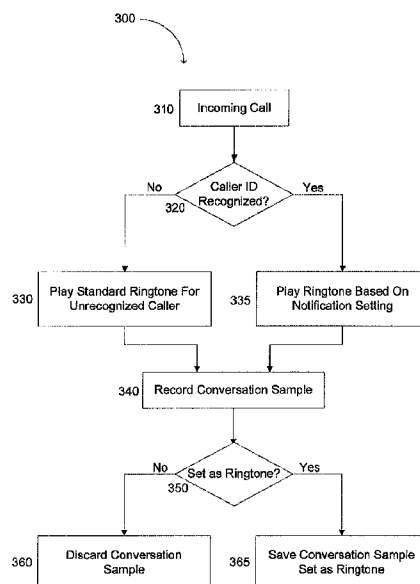 300
310
Incoming Call
No
Caller ID
Recognized?
Yes
320
330
Play Standard Ringtone For
Unrecognized Caller
335
Play Ringtone Based On
Notification Setting
340
Record Conversation Sample
No
Set as Ringtone?
Yes
350
360
Discard Conversation
Sample
365
Save Conversation Sample
Set as Ringtone